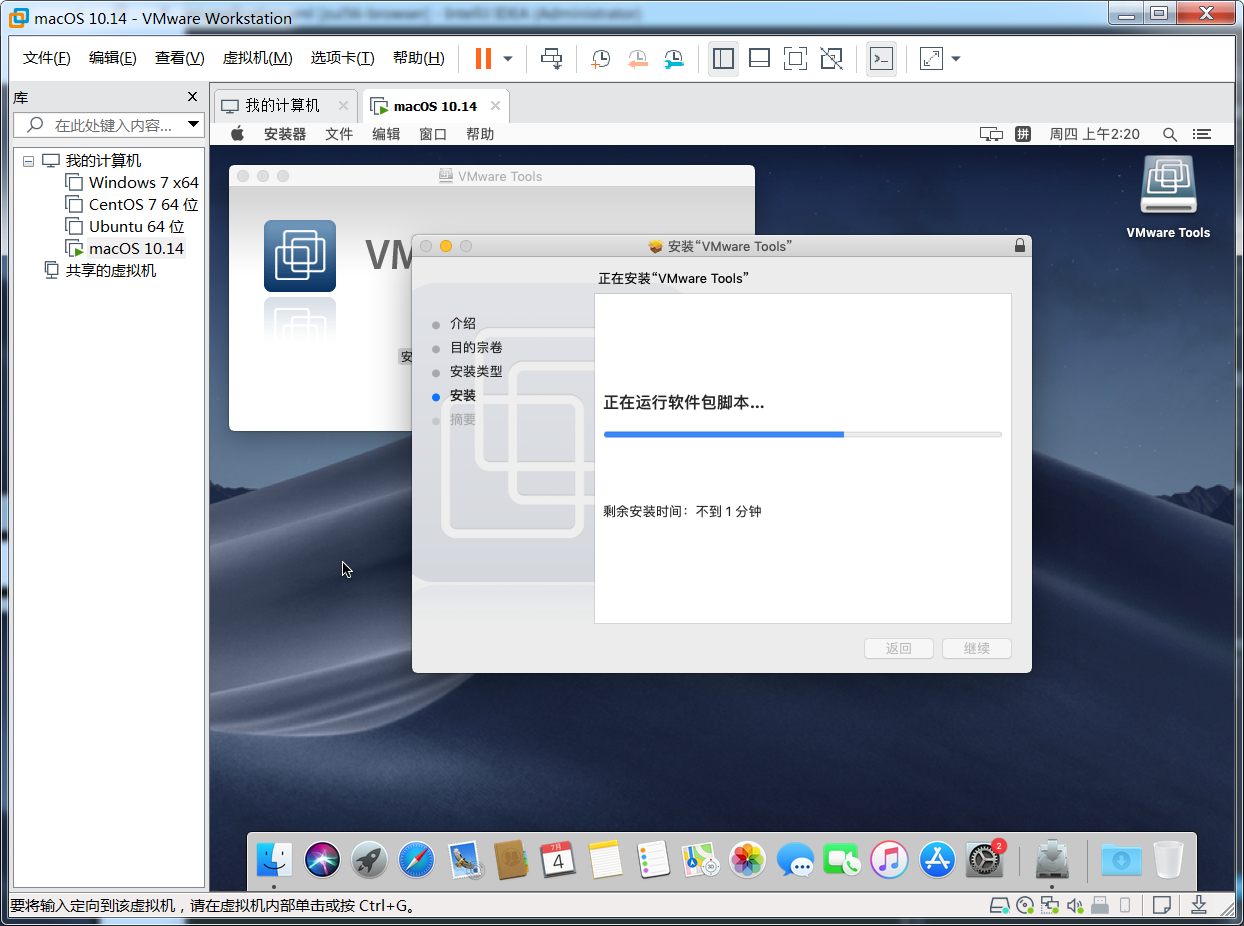 macOS 10.14 - VMware Workstation
文件(F) 编辑(E) 查看(V) 虚拟机(M) 选项卡(T) 帮助(H)
库
在此处键入内容...
我的计算机
Windows 7 x64
CentOS 7 64 位
Ubuntu 64 位
macOS 10.14
共享的虚拟机
我的计算机
macOS 10.14
安装器 文件 编辑 窗口 帮助
拼
周四 上午2:20
VMware Tools
VMware Tools
VM
安
安装“VMware Tools”
正在安装“VMware Tools”
介绍
目的宗卷
安装类型
安装
摘要
正在运行软件包脚本...
剩余安装时间：不到 1 分钟
返回 继续
7月
4
3D
2
要将输入定向到该虚拟机，请在虚拟机内部单击或按 Ctrl+G。